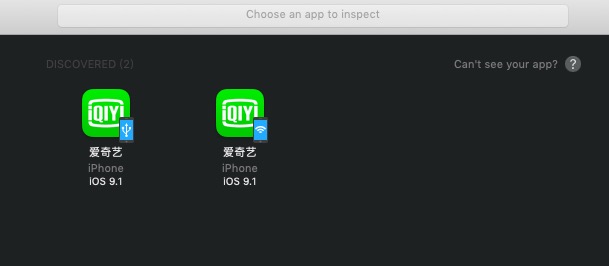 Choose an app to inspect
DISCOVERED (2)
Can't see your app? ?
iQIYI
iQIYI
爱奇艺
爱奇艺
iPhone
iPhone
iOS 9.1
iOS 9.1